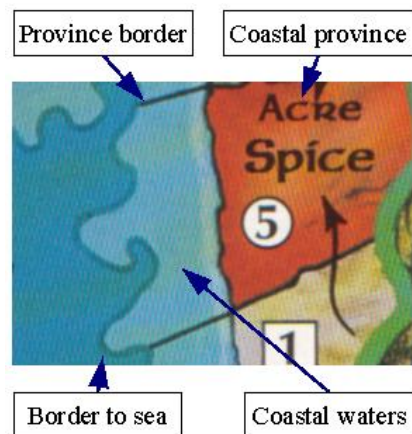 Province border
Coastal province
Acre
Spice
5
1
Border to sea
Coastal waters